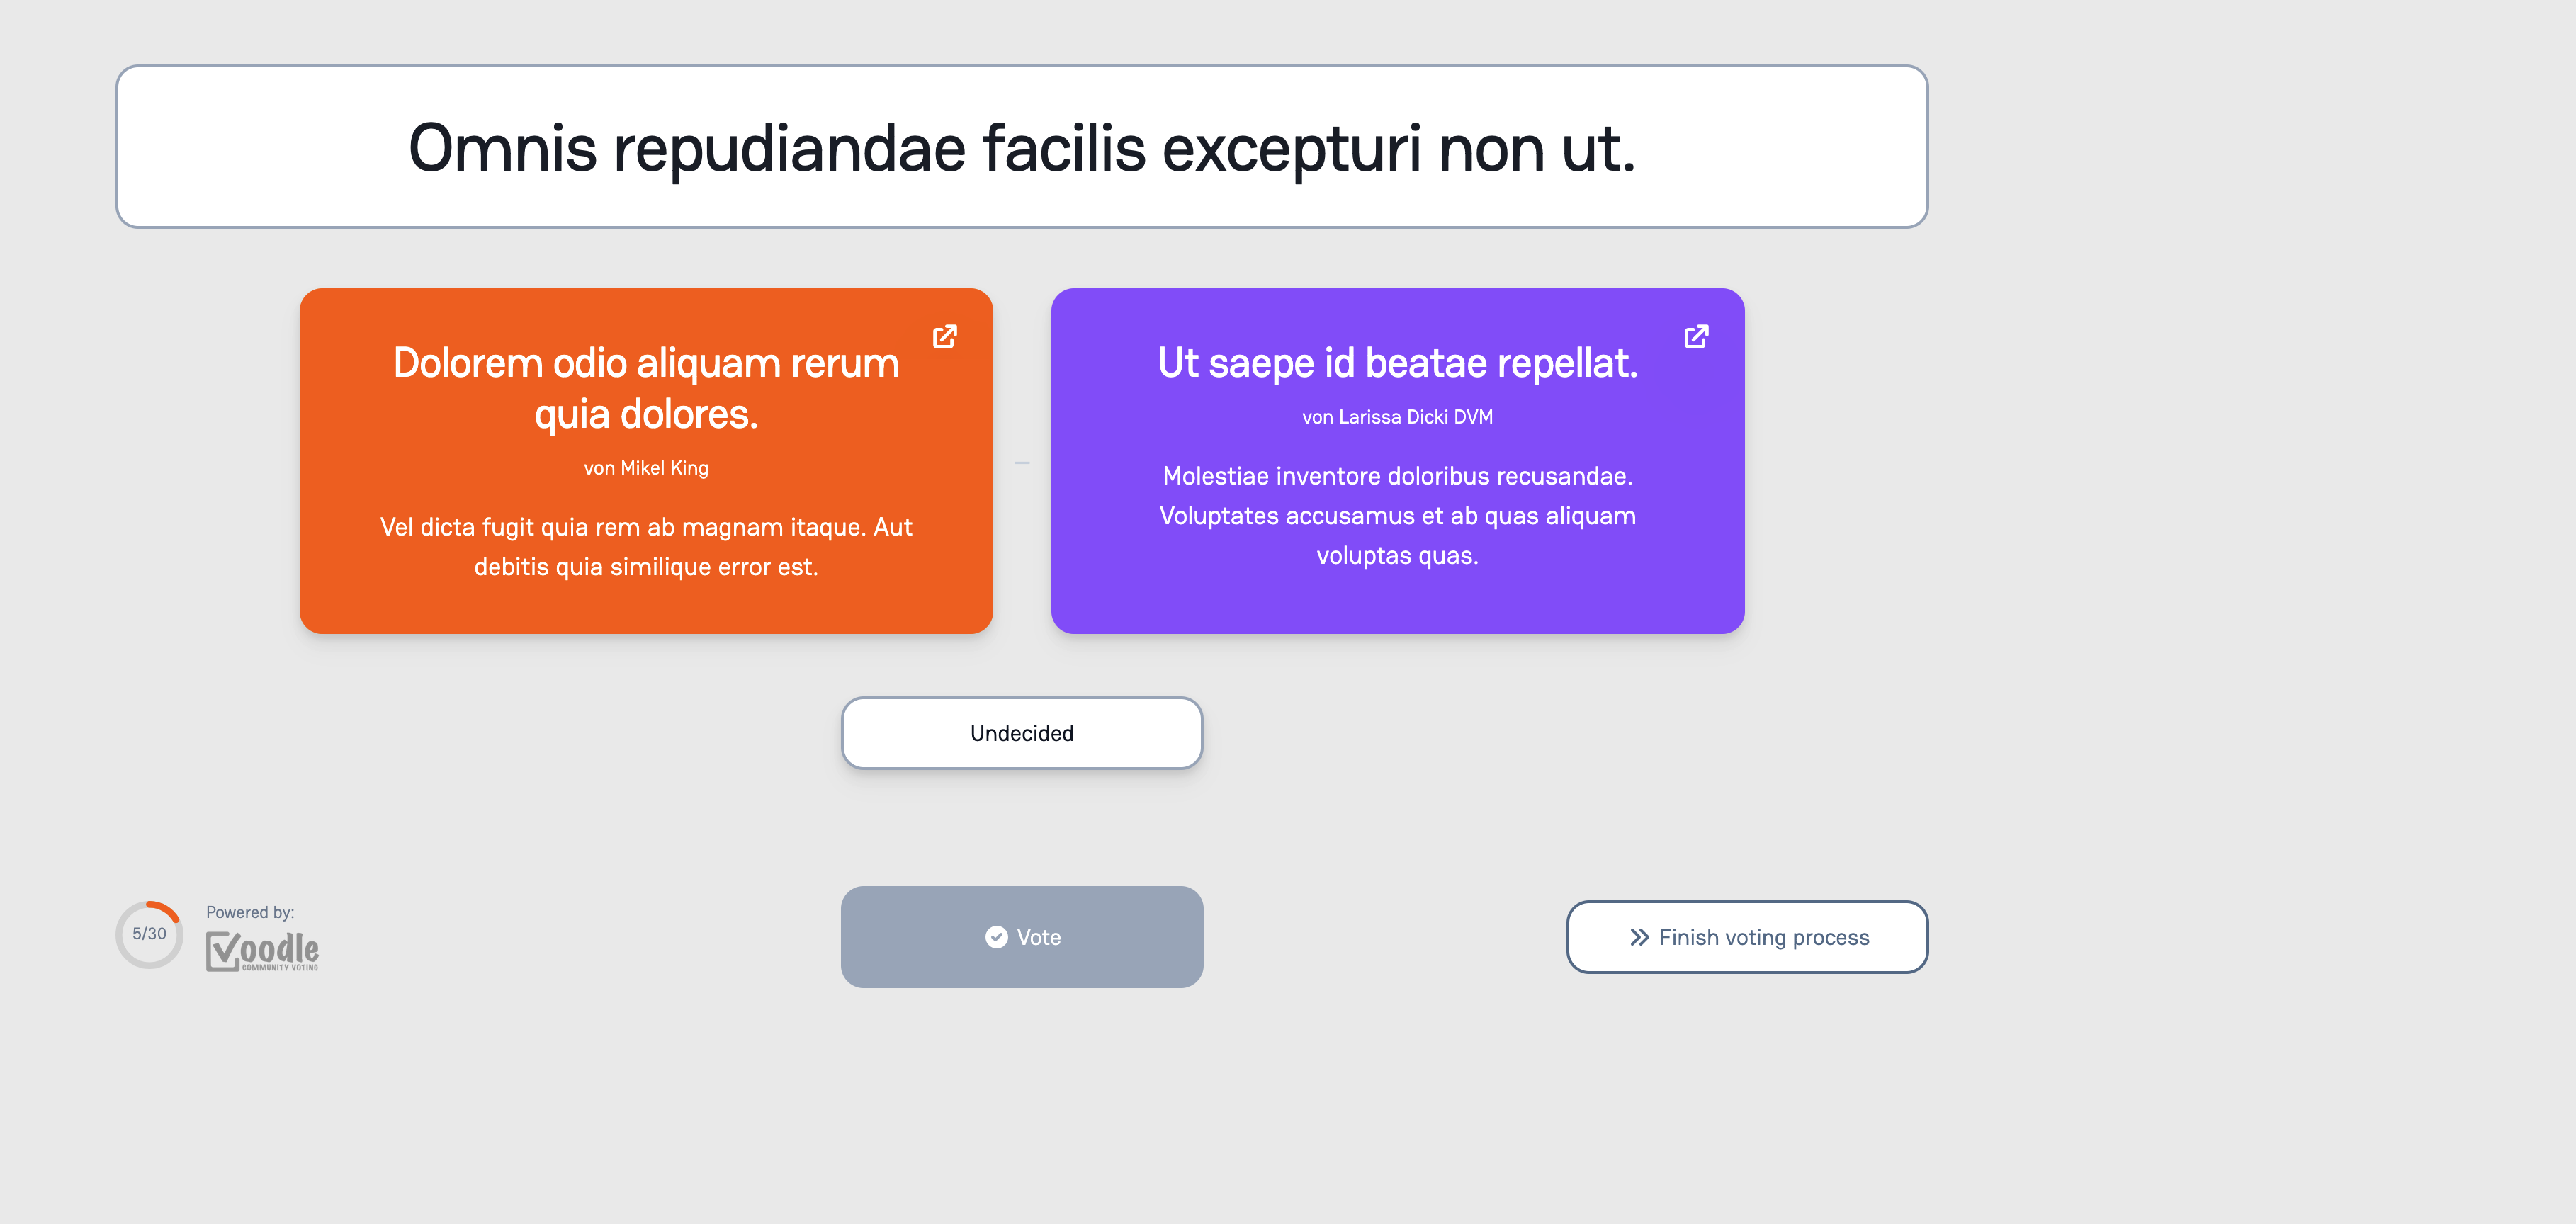 Omnis repudiandae facilis excepturi non ut.
Dolorem odio aliquam rerum
quia dolores.
von Mikel King
Vel dicta fugit quia rem ab magnam itaque. Aut
debitis quia similique error est.
–
Ut saepe id beatae repellat.
von Larissa Dicki DVM
Molestiae inventore doloribus recusandae.
Voluptates accusamus et ab quas aliquam
voluptas quas.
Undecided
5/30
Powered by:
Voodle
COMMUNITY VOTING
Vote
Finish voting process